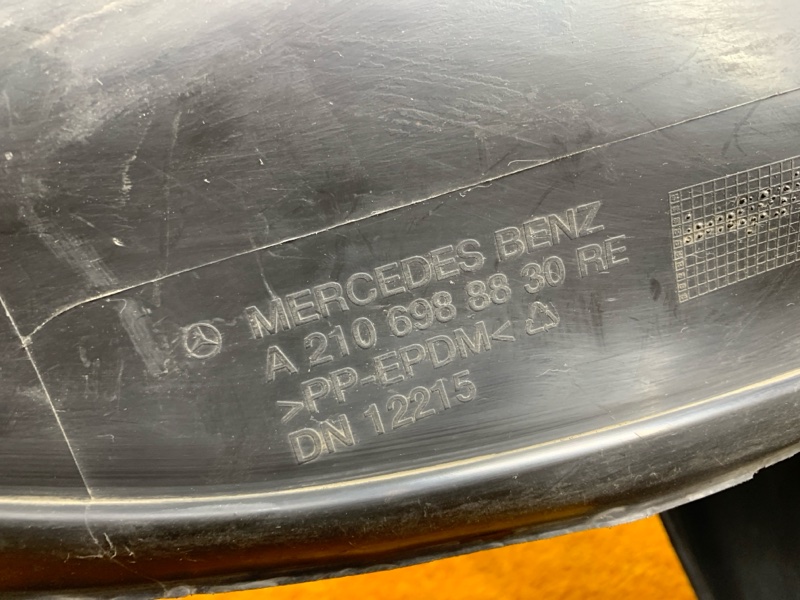 MERCEDES BENZ
A 210 698 88 30 RE
>PP-EPDM<
DN 12215